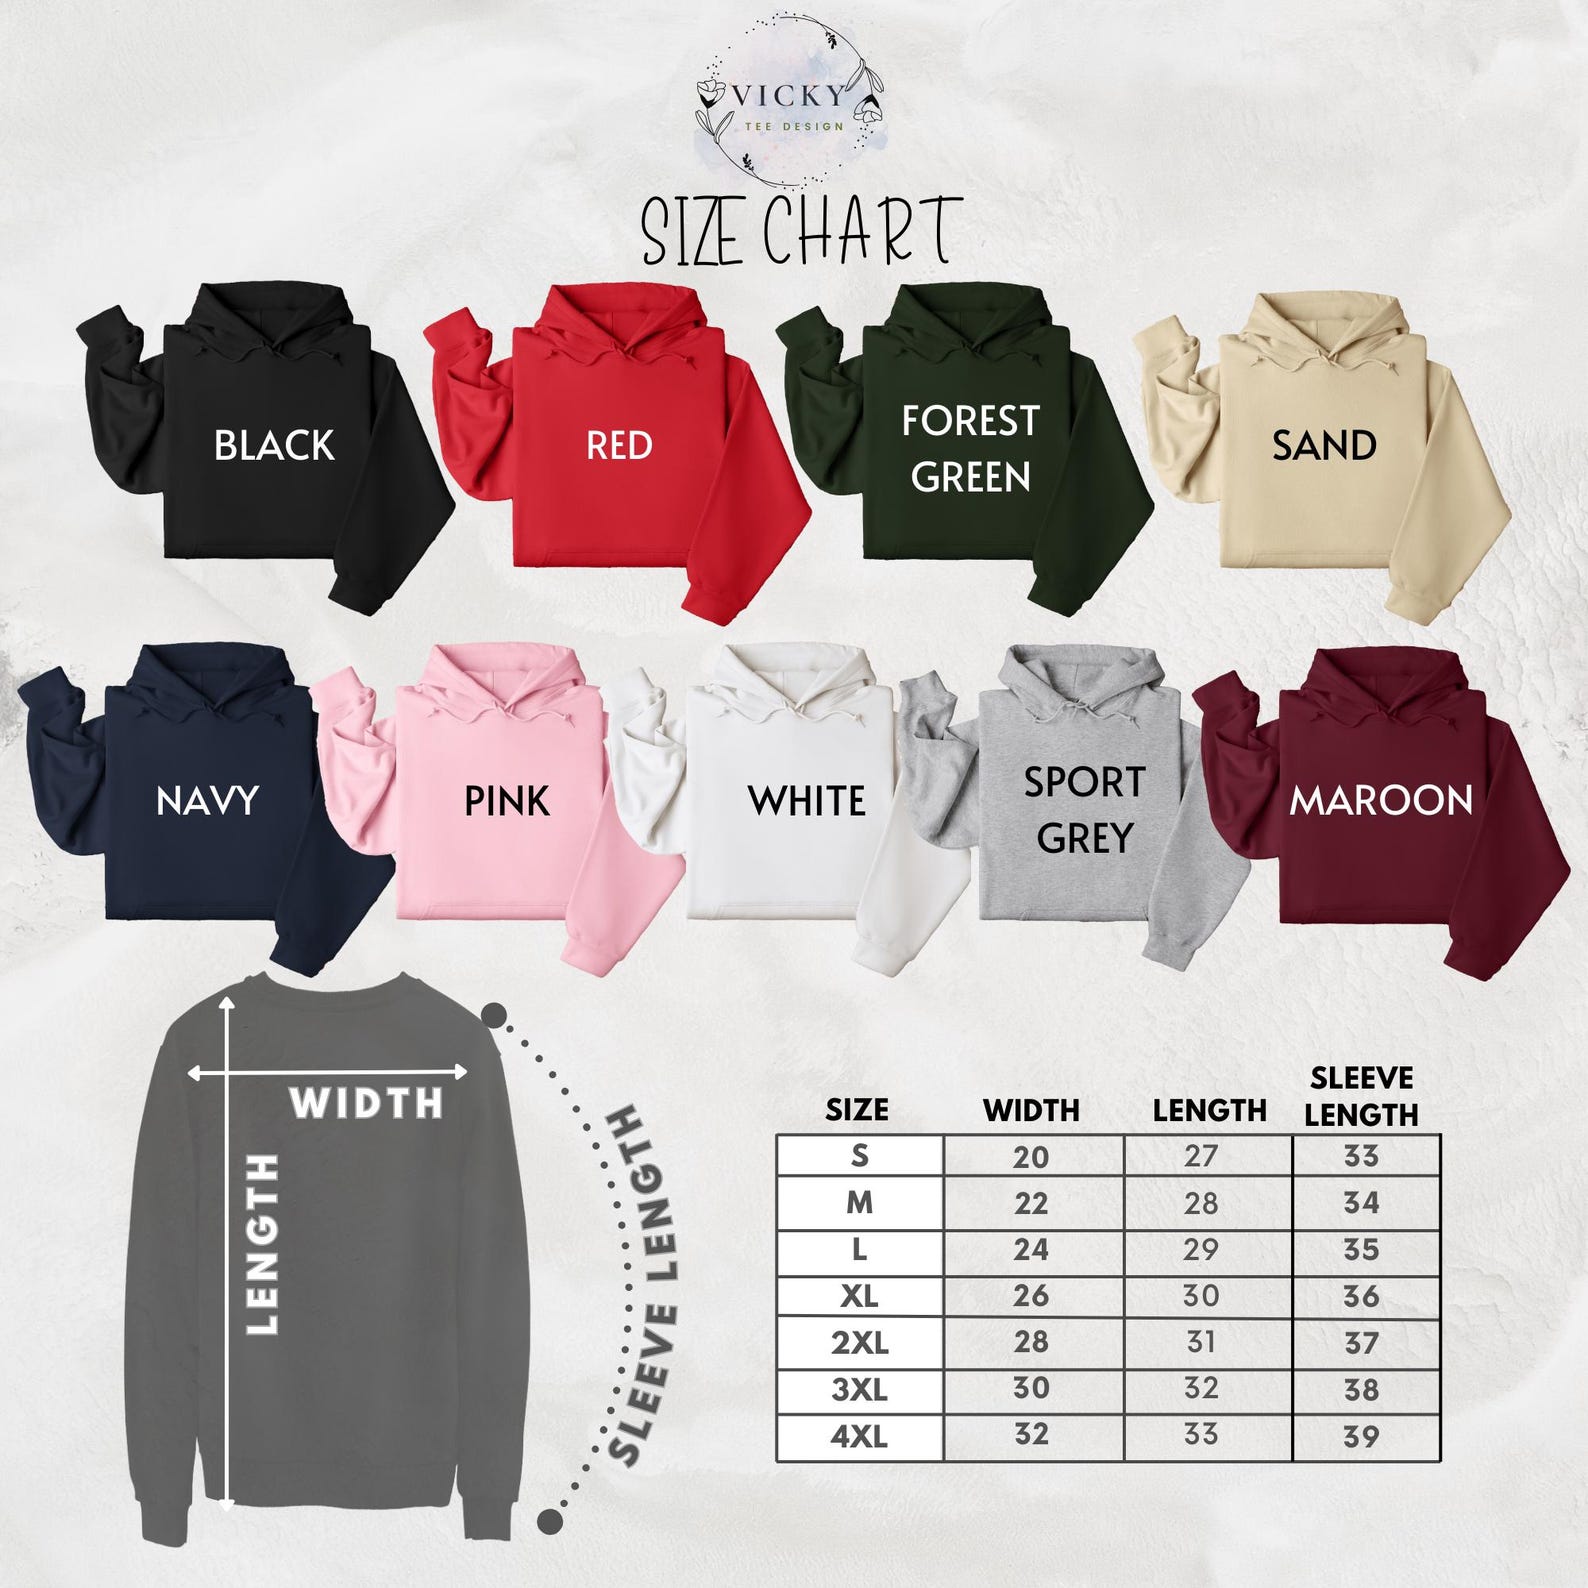 VICKY
TEE DESIGN
SIZE CHART
BLACK
RED
FOREST
GREEN
SAND
NAVY
PINK
WHITE
SPORT
GREY
MAROON
WIDTH
LENGTH
SLEEVE LENGTH
SIZE WIDTH LENGTH SLEEVE
LENGTH
S 20 27 33
M 22 28 34
L 24 29 35
XL 26 30 36
2XL 28 31 37
3XL 30 32 38
4XL 32 33 39